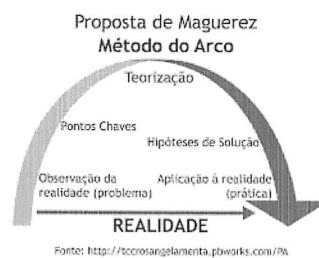 Proposta de Maguerez
Método do Arco
Teorização
Pontos Chaves
Hipóteses de Solução
Observação da
realidade (problema)
Aplicação à realidade
(prática)
REALIDADE
Fonte: http://tccrosangelamenta.pbworks.com/PA